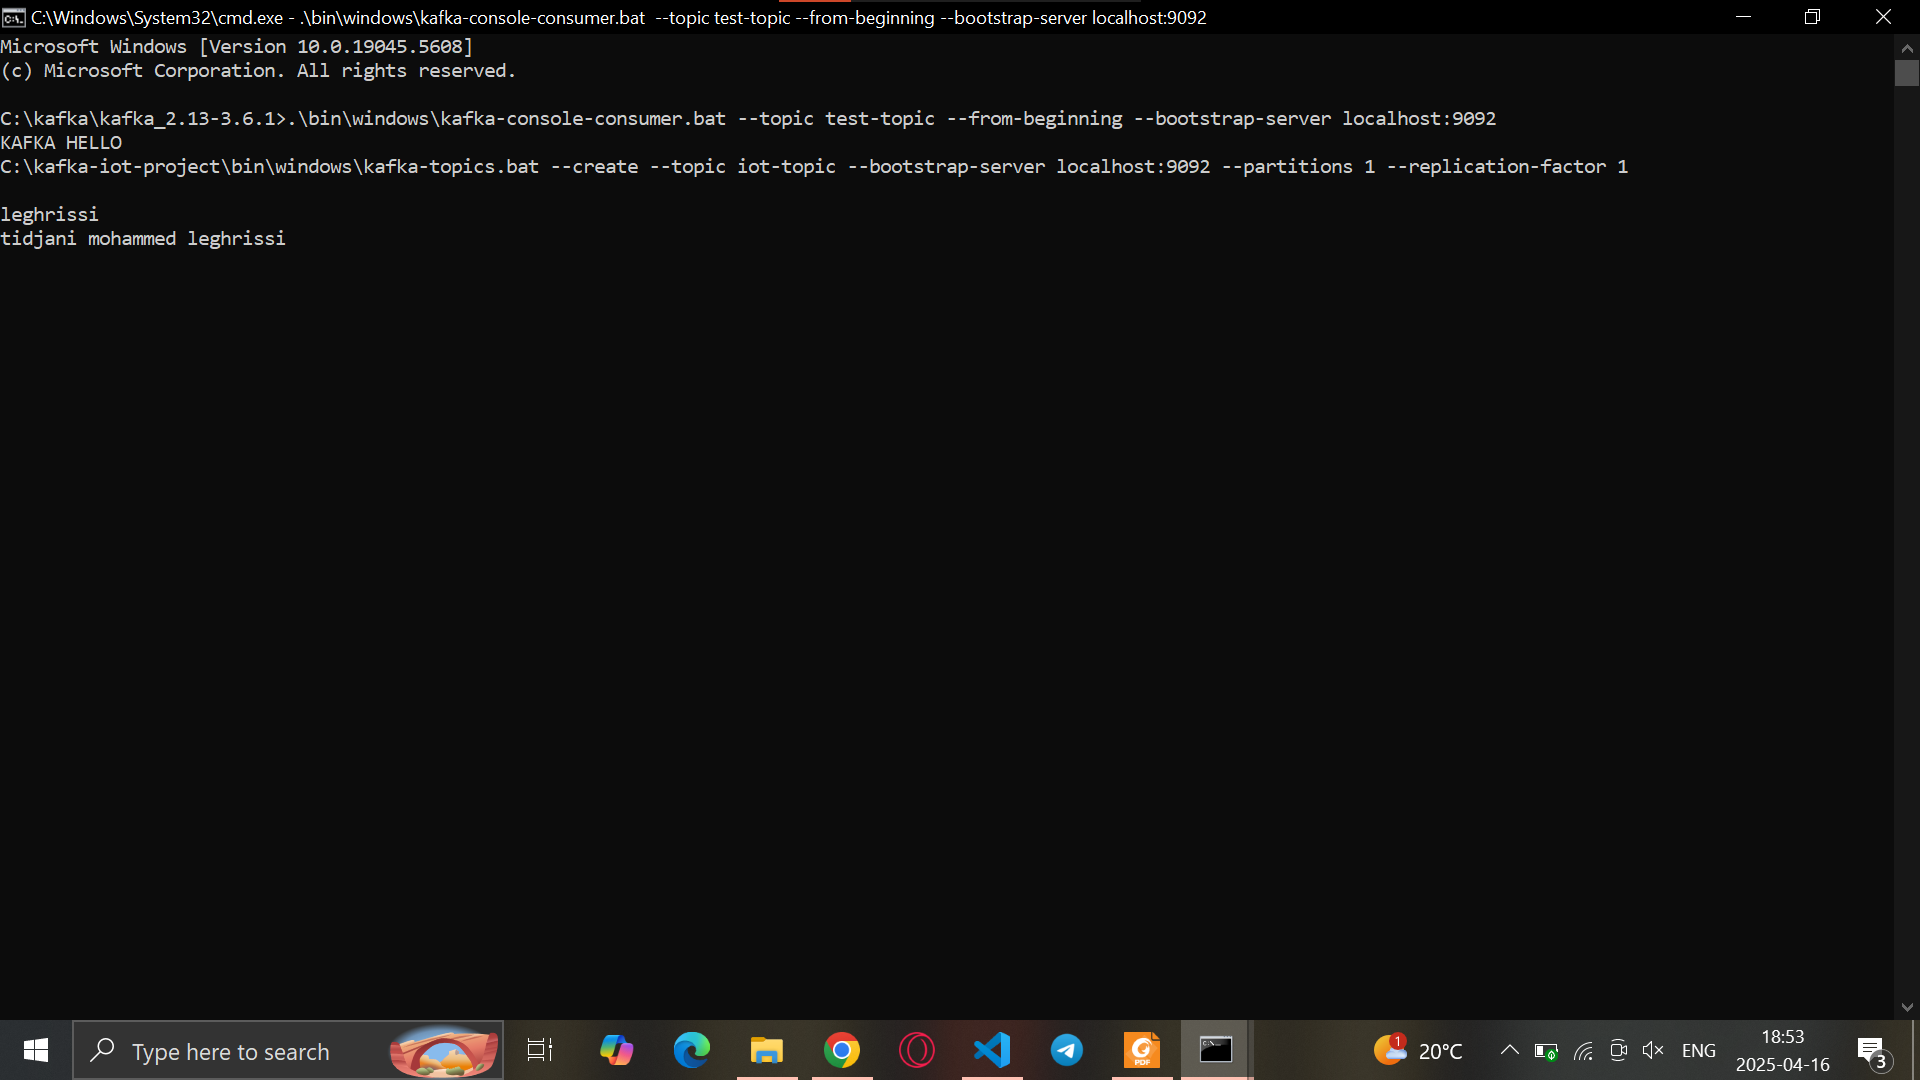 C:\Windows\System32\cmd.exe - .\bin\windows\kafka-console-consumer.bat  --topic test-topic --from-beginning --bootstrap-server localhost:9092
Microsoft Windows [Version 10.0.19045.5608]
(c) Microsoft Corporation. All rights reserved.
C:\kafka\kafka_2.13-3.6.1>.\bin\windows\kafka-console-consumer.bat --topic test-topic --from-beginning --bootstrap-server localhost:9092
KAFKA HELLO
C:\kafka-iot-project\bin\windows\kafka-topics.bat --create --topic iot-topic --bootstrap-server localhost:9092 --partitions 1 --replication-factor 1
leghrissi
tidjani mohammed leghrissi
Type here to search
PDF
1
20°C
ENG
18:53
2025-04-16
3